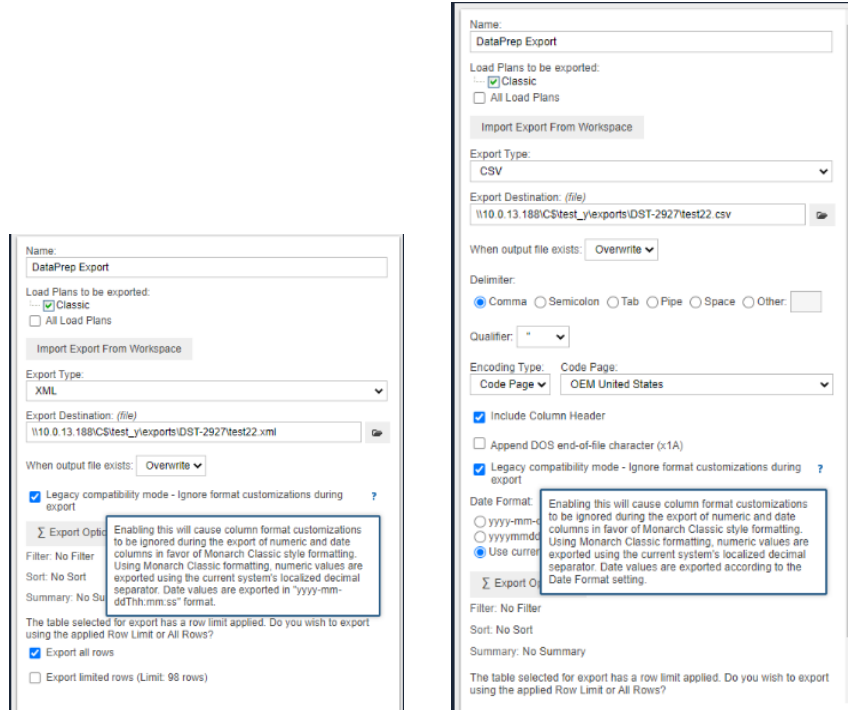 Name:
DataPrep Export
Load Plans to be exported:
Classic
All Load Plans
Import Export From Workspace
Export Type:
XML
Export Destination: (file)
\\10.0.13.188\C$\test_y\exports\DST-2927\test22.xml
When output file exists: Overwrite
Legacy compatibility mode - Ignore format customizations during ?
export
Σ Export Optio
Enabling this will cause column format customizations
to be ignored during the export of numeric and date
columns in favor of Monarch Classic style formatting.
Using Monarch Classic formatting, numeric values are
exported using the current system's localized decimal
separator. Date values are exported in "yyyy-mm-
ddThh:mm:ss" format.
Filter: No Filter
Sort: No Sort
Summary: No Su
The table selected for export has a row limit applied. Do you wish to export
using the applied Row Limit or All Rows?
Export all rows
Export limited rows (Limit: 98 rows)
Name:
DataPrep Export
Load Plans to be exported:
Classic
All Load Plans
Import Export From Workspace
Export Type:
CSV
Export Destination: (file)
\\10.0.13.188\C$\test_y\exports\DST-2927\test22.csv
When output file exists: Overwrite
Delimiter:
Comma Semicolon Tab Pipe Space Other:
Qualifier: "
Encoding Type: Code Page:
Code Page OEM United States
Include Column Header
Append DOS end-of-file character (x1A)
Legacy compatibility mode - Ignore format customizations during ?
export
Date Format:
yyyy-mm-d
yyyymmdd
Use curren
Enabling this will cause column format customizations
to be ignored during the export of numeric and date
columns in favor of Monarch Classic style formatting.
Using Monarch Classic formatting, numeric values are
exported using the current system's localized decimal
separator. Date values are exported according to the
Date Format setting.
Σ Export Op
Filter: No Filter
Sort: No Sort
Summary: No Summary
The table selected for export has a row limit applied. Do you wish to export
using the applied Row Limit or All Rows?